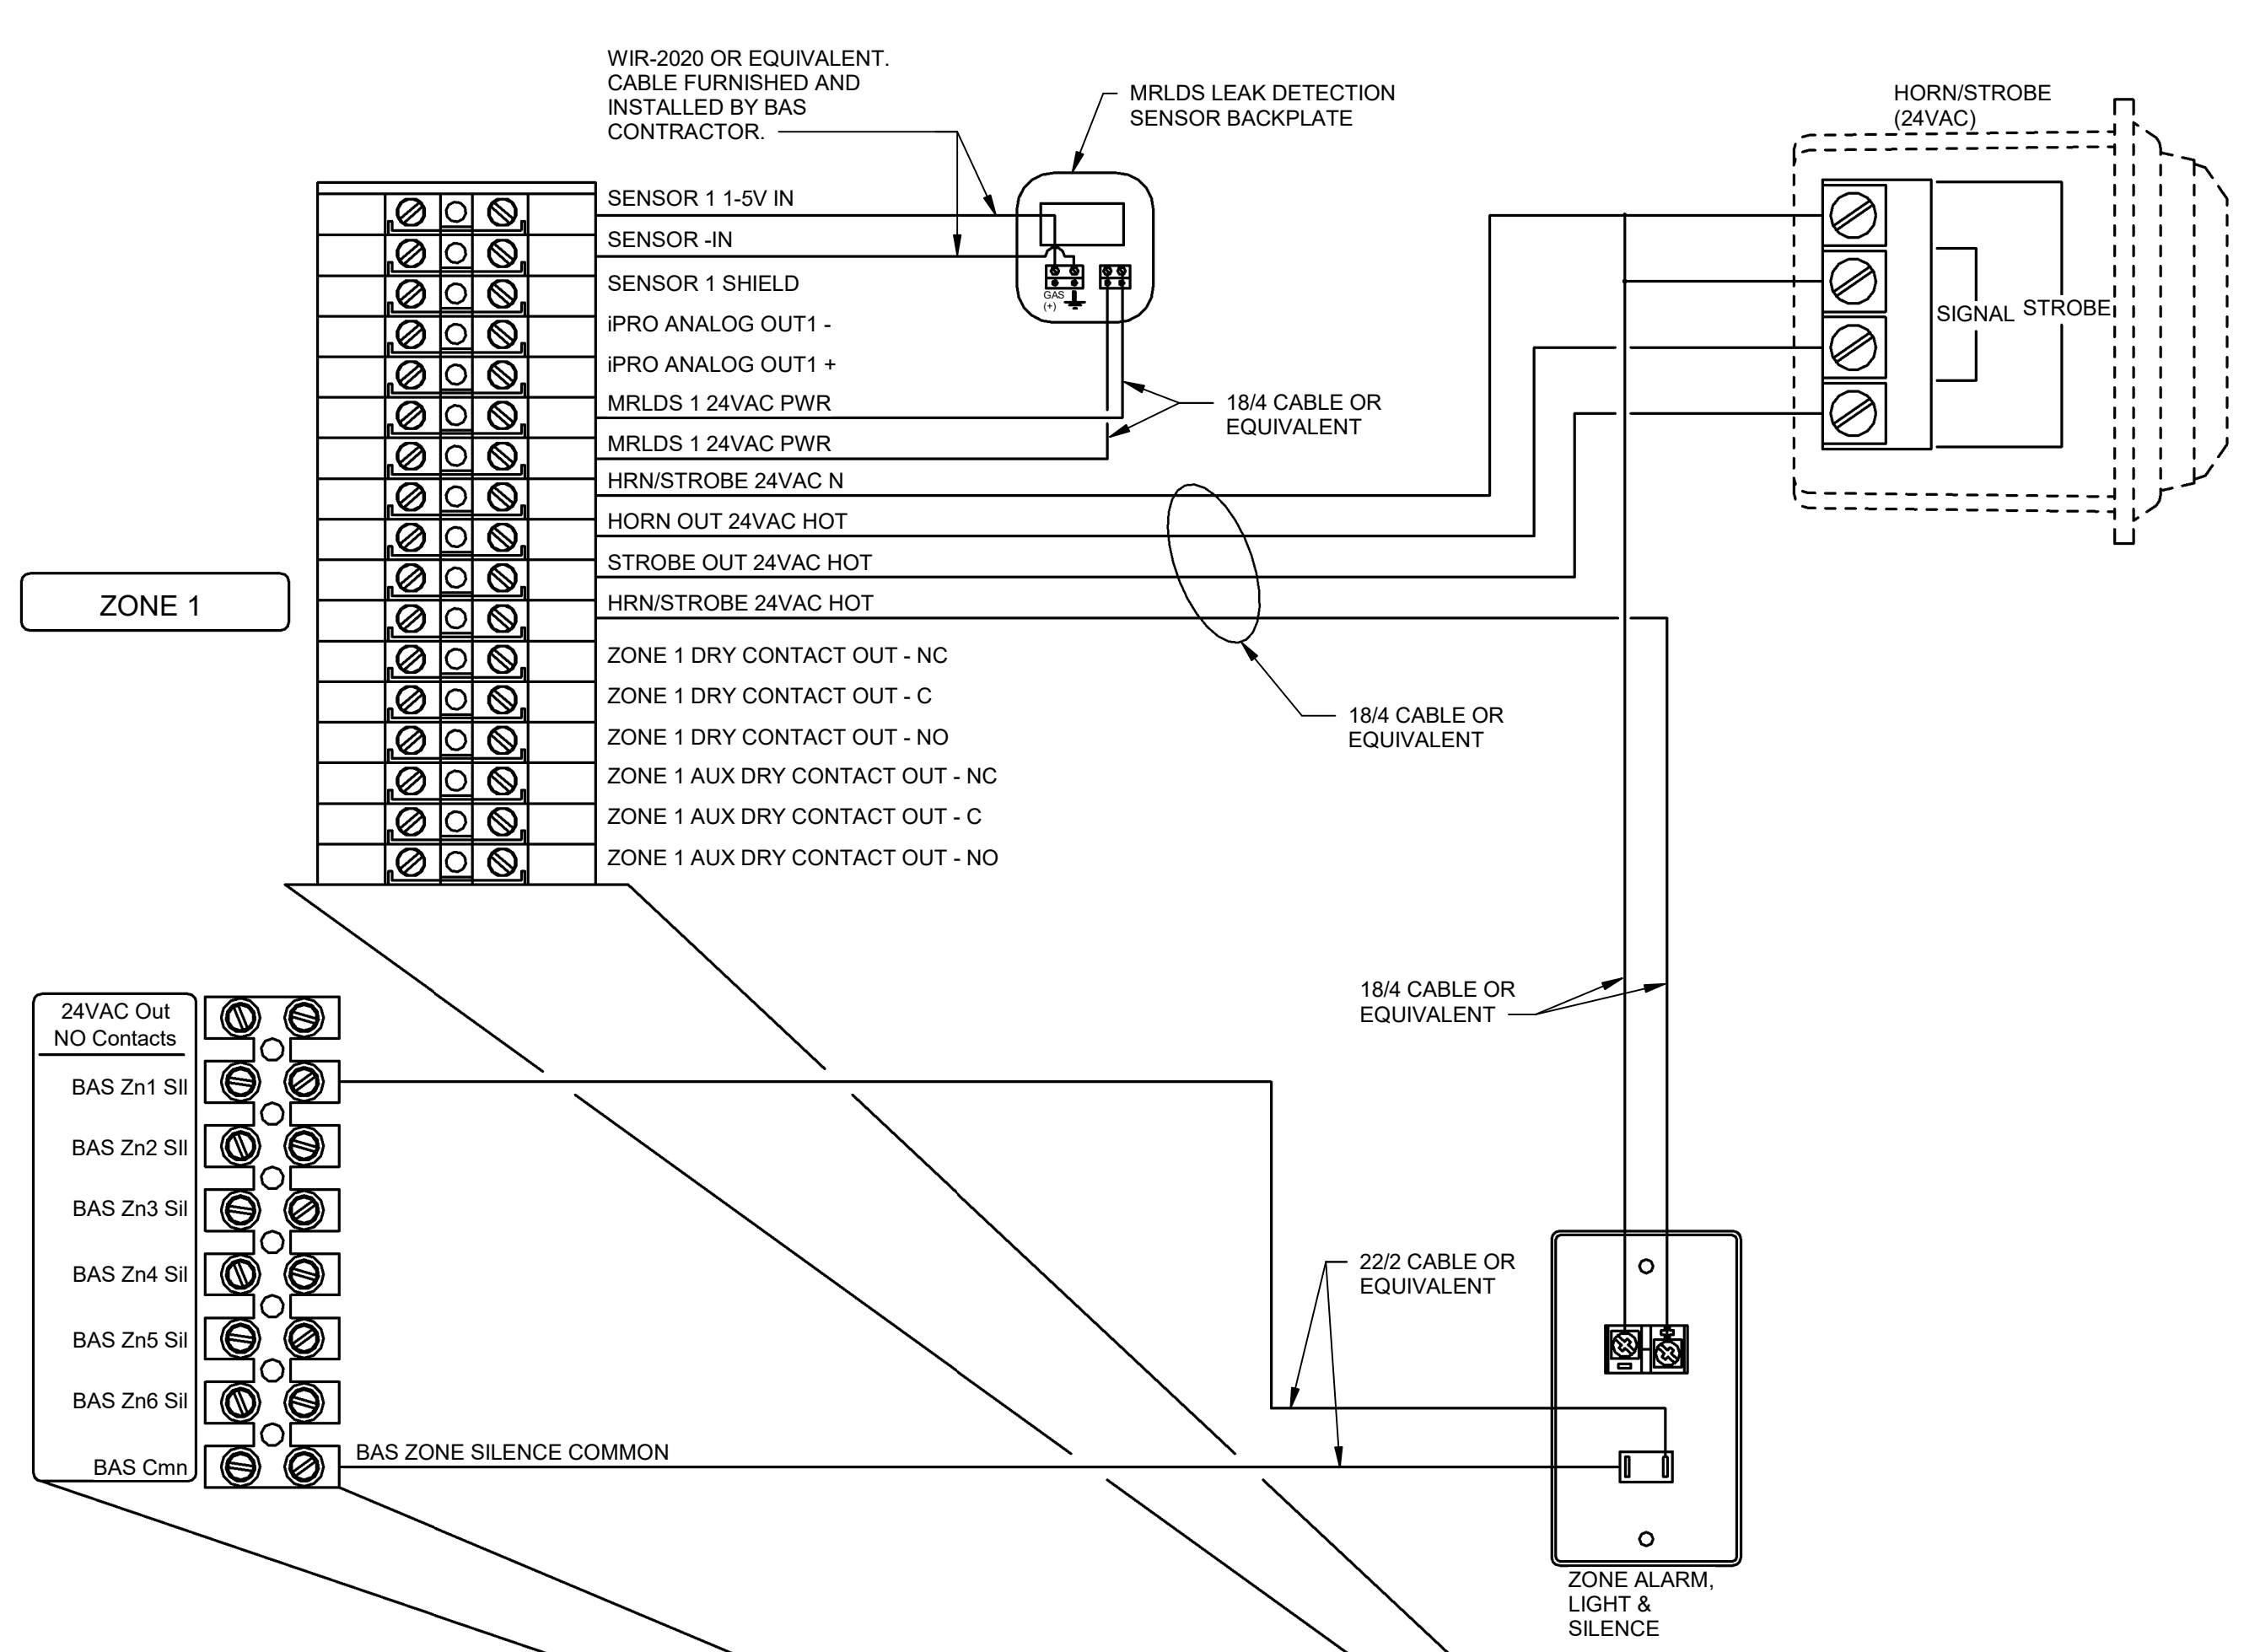 WIR-2020 OR EQUIVALENT.
CABLE FURNISHED AND
INSTALLED BY BAS
CONTRACTOR.
MRLDS LEAK DETECTION
SENSOR BACKPLATE
HORN/STROBE
(24VAC)
SENSOR 1 1-5V IN
SENSOR -IN
SENSOR 1 SHIELD
iPRO ANALOG OUT1 -
iPRO ANALOG OUT1 +
MRLDS 1 24VAC PWR
MRLDS 1 24VAC PWR
HRN/STROBE 24VAC N
HORN OUT 24VAC HOT
STROBE OUT 24VAC HOT
HRN/STROBE 24VAC HOT
ZONE 1 DRY CONTACT OUT - NC
ZONE 1 DRY CONTACT OUT - C
ZONE 1 DRY CONTACT OUT - NO
ZONE 1 AUX DRY CONTACT OUT - NC
ZONE 1 AUX DRY CONTACT OUT - C
ZONE 1 AUX DRY CONTACT OUT - NO
GAS
(+)
SIGNAL
STROBE
18/4 CABLE OR
EQUIVALENT
ZONE 1
18/4 CABLE OR
EQUIVALENT
18/4 CABLE OR
EQUIVALENT
24VAC Out
NO Contacts
BAS Zn1 SIl
BAS Zn2 SIl
BAS Zn3 Sil
BAS Zn4 Sil
BAS Zn5 Sil
BAS Zn6 Sil
BAS Cmn
BAS ZONE SILENCE COMMON
22/2 CABLE OR
EQUIVALENT
ZONE ALARM,
LIGHT &
SILENCE